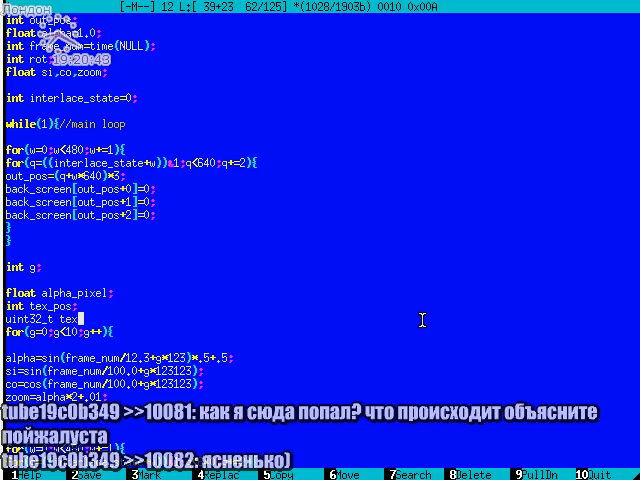 [-M--] 12 L:[ 39+23  62/125] *(1028/1903b) 0010 0x00A
Лондон
int out_pos;
float alpha=1.0;
int frame_num=time(NULL);
int rot;
19:20:43
float si,co,zoom;
int interlace_state=0;
while(1){//main loop
for(w=0;w<480;w+=1){
for(q=((interlace_state+w))&1;q<640;q+=2){
out_pos=(q+w*640)*3;
back_screen[out_pos+0]=0;
back_screen[out_pos+1]=0;
back_screen[out_pos+2]=0;
}
}
int g;
float alpha_pixel;
int tex_pos;
uint32_t tex
for(g=0;g<10;g++){
alpha=sin(frame_num/12.3+g*123)*.5+.5;
si=sin(frame_num/100.0+g*123123);
co=cos(frame_num/100.0+g*123123);
zoom=alpha*2+.01;
tube19c0b349 >>10081: как я сюда попал? что происходит объясните
пойжалуста
for(w=0;w<480;w+=1){
tube19c0b349 >>10082: ясненько)
1Help 2Save 3Mark 4Replac 5Copy 6Move 7Search 8Delete 9PullDn 10Quit